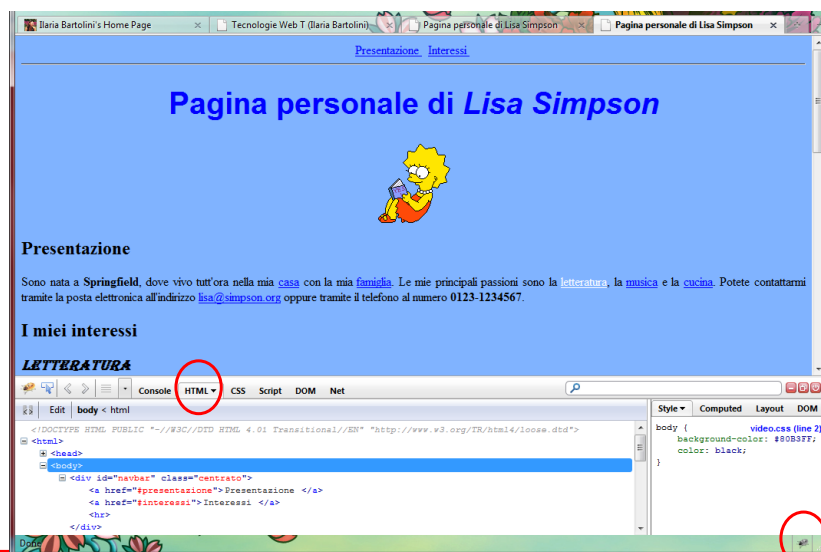 Ilaria Bartolini's Home Page × Tecnologie Web T (Ilaria Bartolini) × Pagina personale di Lisa Simpson × Pagina personale di Lisa Simpson ×
Presentazione Interessi
Pagina personale di Lisa Simpson
Presentazione
Sono nata a Springfield, dove vivo tutt'ora nella mia casa con la mia famiglia. Le mie principali passioni sono la letteratura, la musica e la cucina. Potete contattarmi
tramite la posta elettronica all'indirizzo lisa@simpson.org oppure tramite il telefono al numero 0123-1234567.
I miei interessi
LETTERATURA
Console HTML CSS Script DOM Net
Edit body < html
Style Computed Layout DOM
<!DOCTYPE HTML PUBLIC "-//W3C//DTD HTML 4.01 Transitional//EN" "http://www.w3.org/TR/html4/loose.dtd">
<html>
<head>
<body>
<div id="navbar" class="centrato">
<a href="#presentazione">Presentazione </a>
<a href="#interessi">Interessi </a>
<hr>
</div>
body { video.css (line 2)
background-color: #80B3FF;
color: black;
}
Done